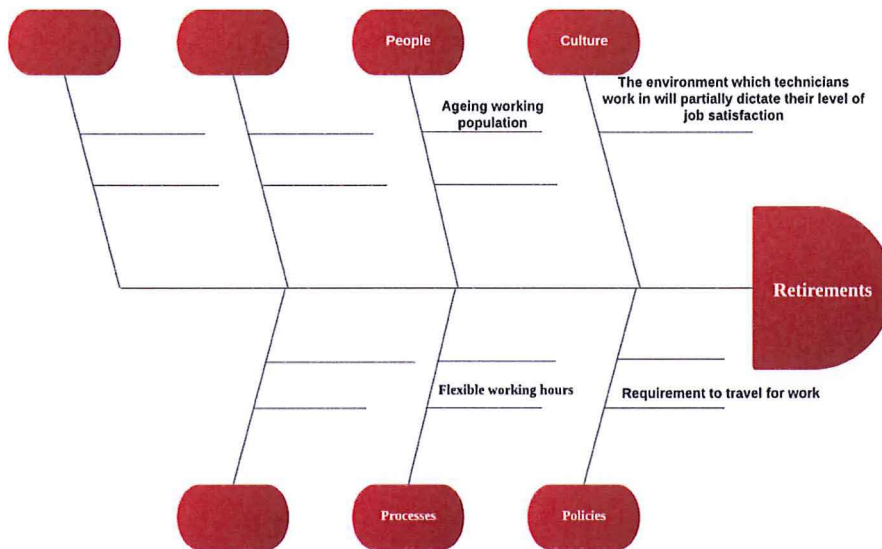 People
Culture
The environment which technicians
work in will partially dictate their level of
job satisfaction
Ageing working
population
Retirements
Flexible working hours
Requirement to travel for work
Processes
Policies